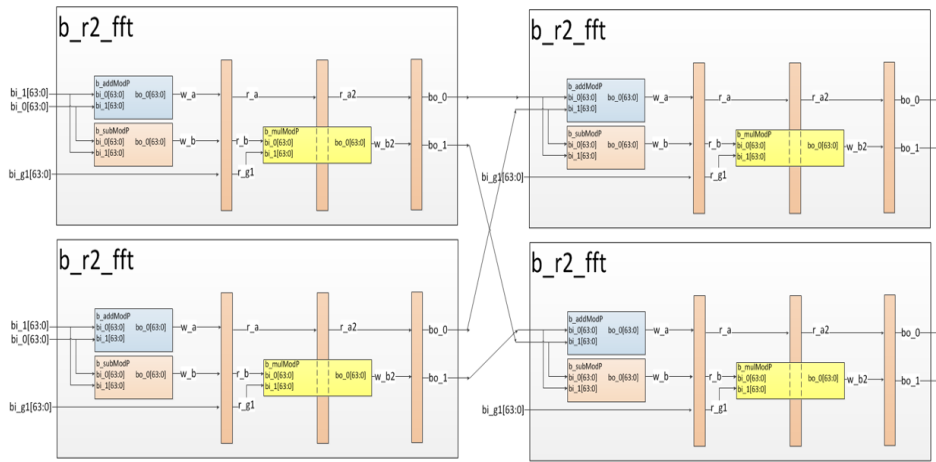 b_r2_fft
b_addModP
bi_1[63:0]
bi_0[63:0] bo_0[63:0] w_a r_a r_a2 bo_0
bi_0[63:0]
bi_1[63:0]
b_subModP
b_mulModP
bi_0[63:0] bo_0[63:0] w_b r_b bi_0[63:0] bo_0[63:0] w_b2 bo_1
bi_1[63:0] bi_1[63:0]
bi_g1[63:0] r_g1
b_r2_fft
b_addModP
bi_0[63:0] bo_0[63:0] w_a r_a r_a2 bo_0
bi_1[63:0]
b_subModP
b_mulModP
bi_0[63:0] bo_0[63:0] w_b r_b bi_0[63:0] bo_0[63:0] w_b2 bo_1
bi_1[63:0] bi_1[63:0]
bi_g1[63:0] r_g1
b_r2_fft
b_addModP
bi_1[63:0]
bi_0[63:0] bo_0[63:0] w_a r_a r_a2 bo_0
bi_0[63:0]
bi_1[63:0]
b_subModP
b_mulModP
bi_0[63:0] bo_0[63:0] w_b r_b bi_0[63:0] bo_0[63:0] w_b2 bo_1
bi_1[63:0] bi_1[63:0]
bi_g1[63:0] r_g1
b_r2_fft
b_addModP
bi_0[63:0] bo_0[63:0] w_a r_a r_a2 bo_0
bi_1[63:0]
b_subModP
b_mulModP
bi_0[63:0] bo_0[63:0] w_b r_b bi_0[63:0] bo_0[63:0] w_b2 bo_1
bi_1[63:0] bi_1[63:0]
bi_g1[63:0] r_g1